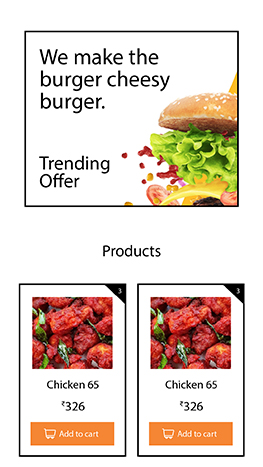 We make the
burger cheesy
burger.
Trending
Offer
Products
3
Chicken 65
₹326
Add to cart
3
Chicken 65
₹326
Add to cart